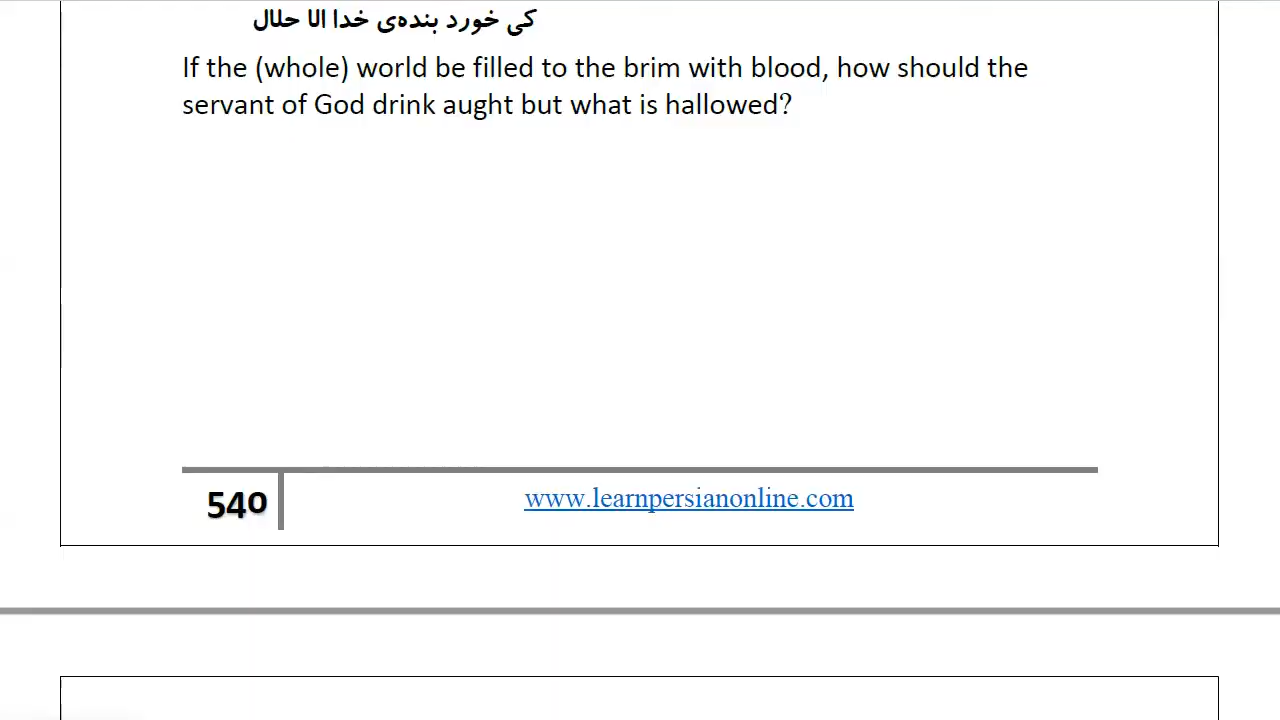 کی خورد بنده‌ی خدا الا حلال
If the (whole) world be filled to the brim with blood, how should the
servant of God drink aught but what is hallowed?
540
www.learnpersianonline.com